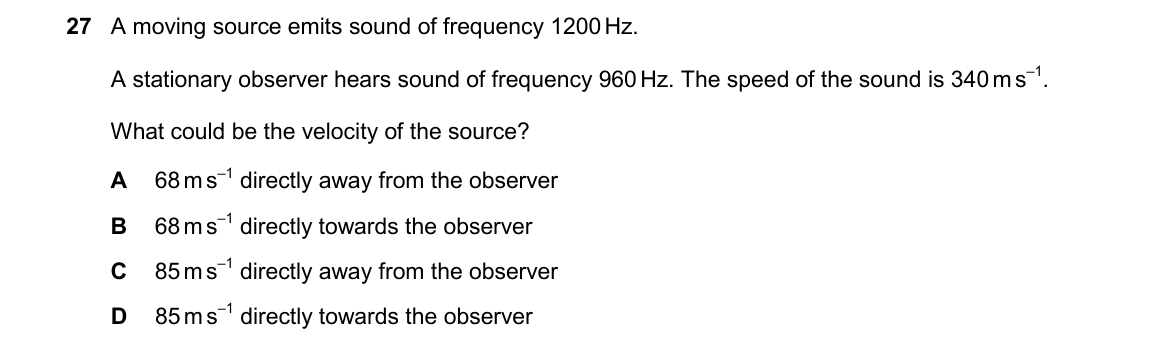 27 A moving source emits sound of frequency 1200 Hz.
A stationary observer hears sound of frequency 960 Hz. The speed of the sound is 340 m s⁻¹.
What could be the velocity of the source?
A 68 m s⁻¹ directly away from the observer
B 68 m s⁻¹ directly towards the observer
C 85 m s⁻¹ directly away from the observer
D 85 m s⁻¹ directly towards the observer